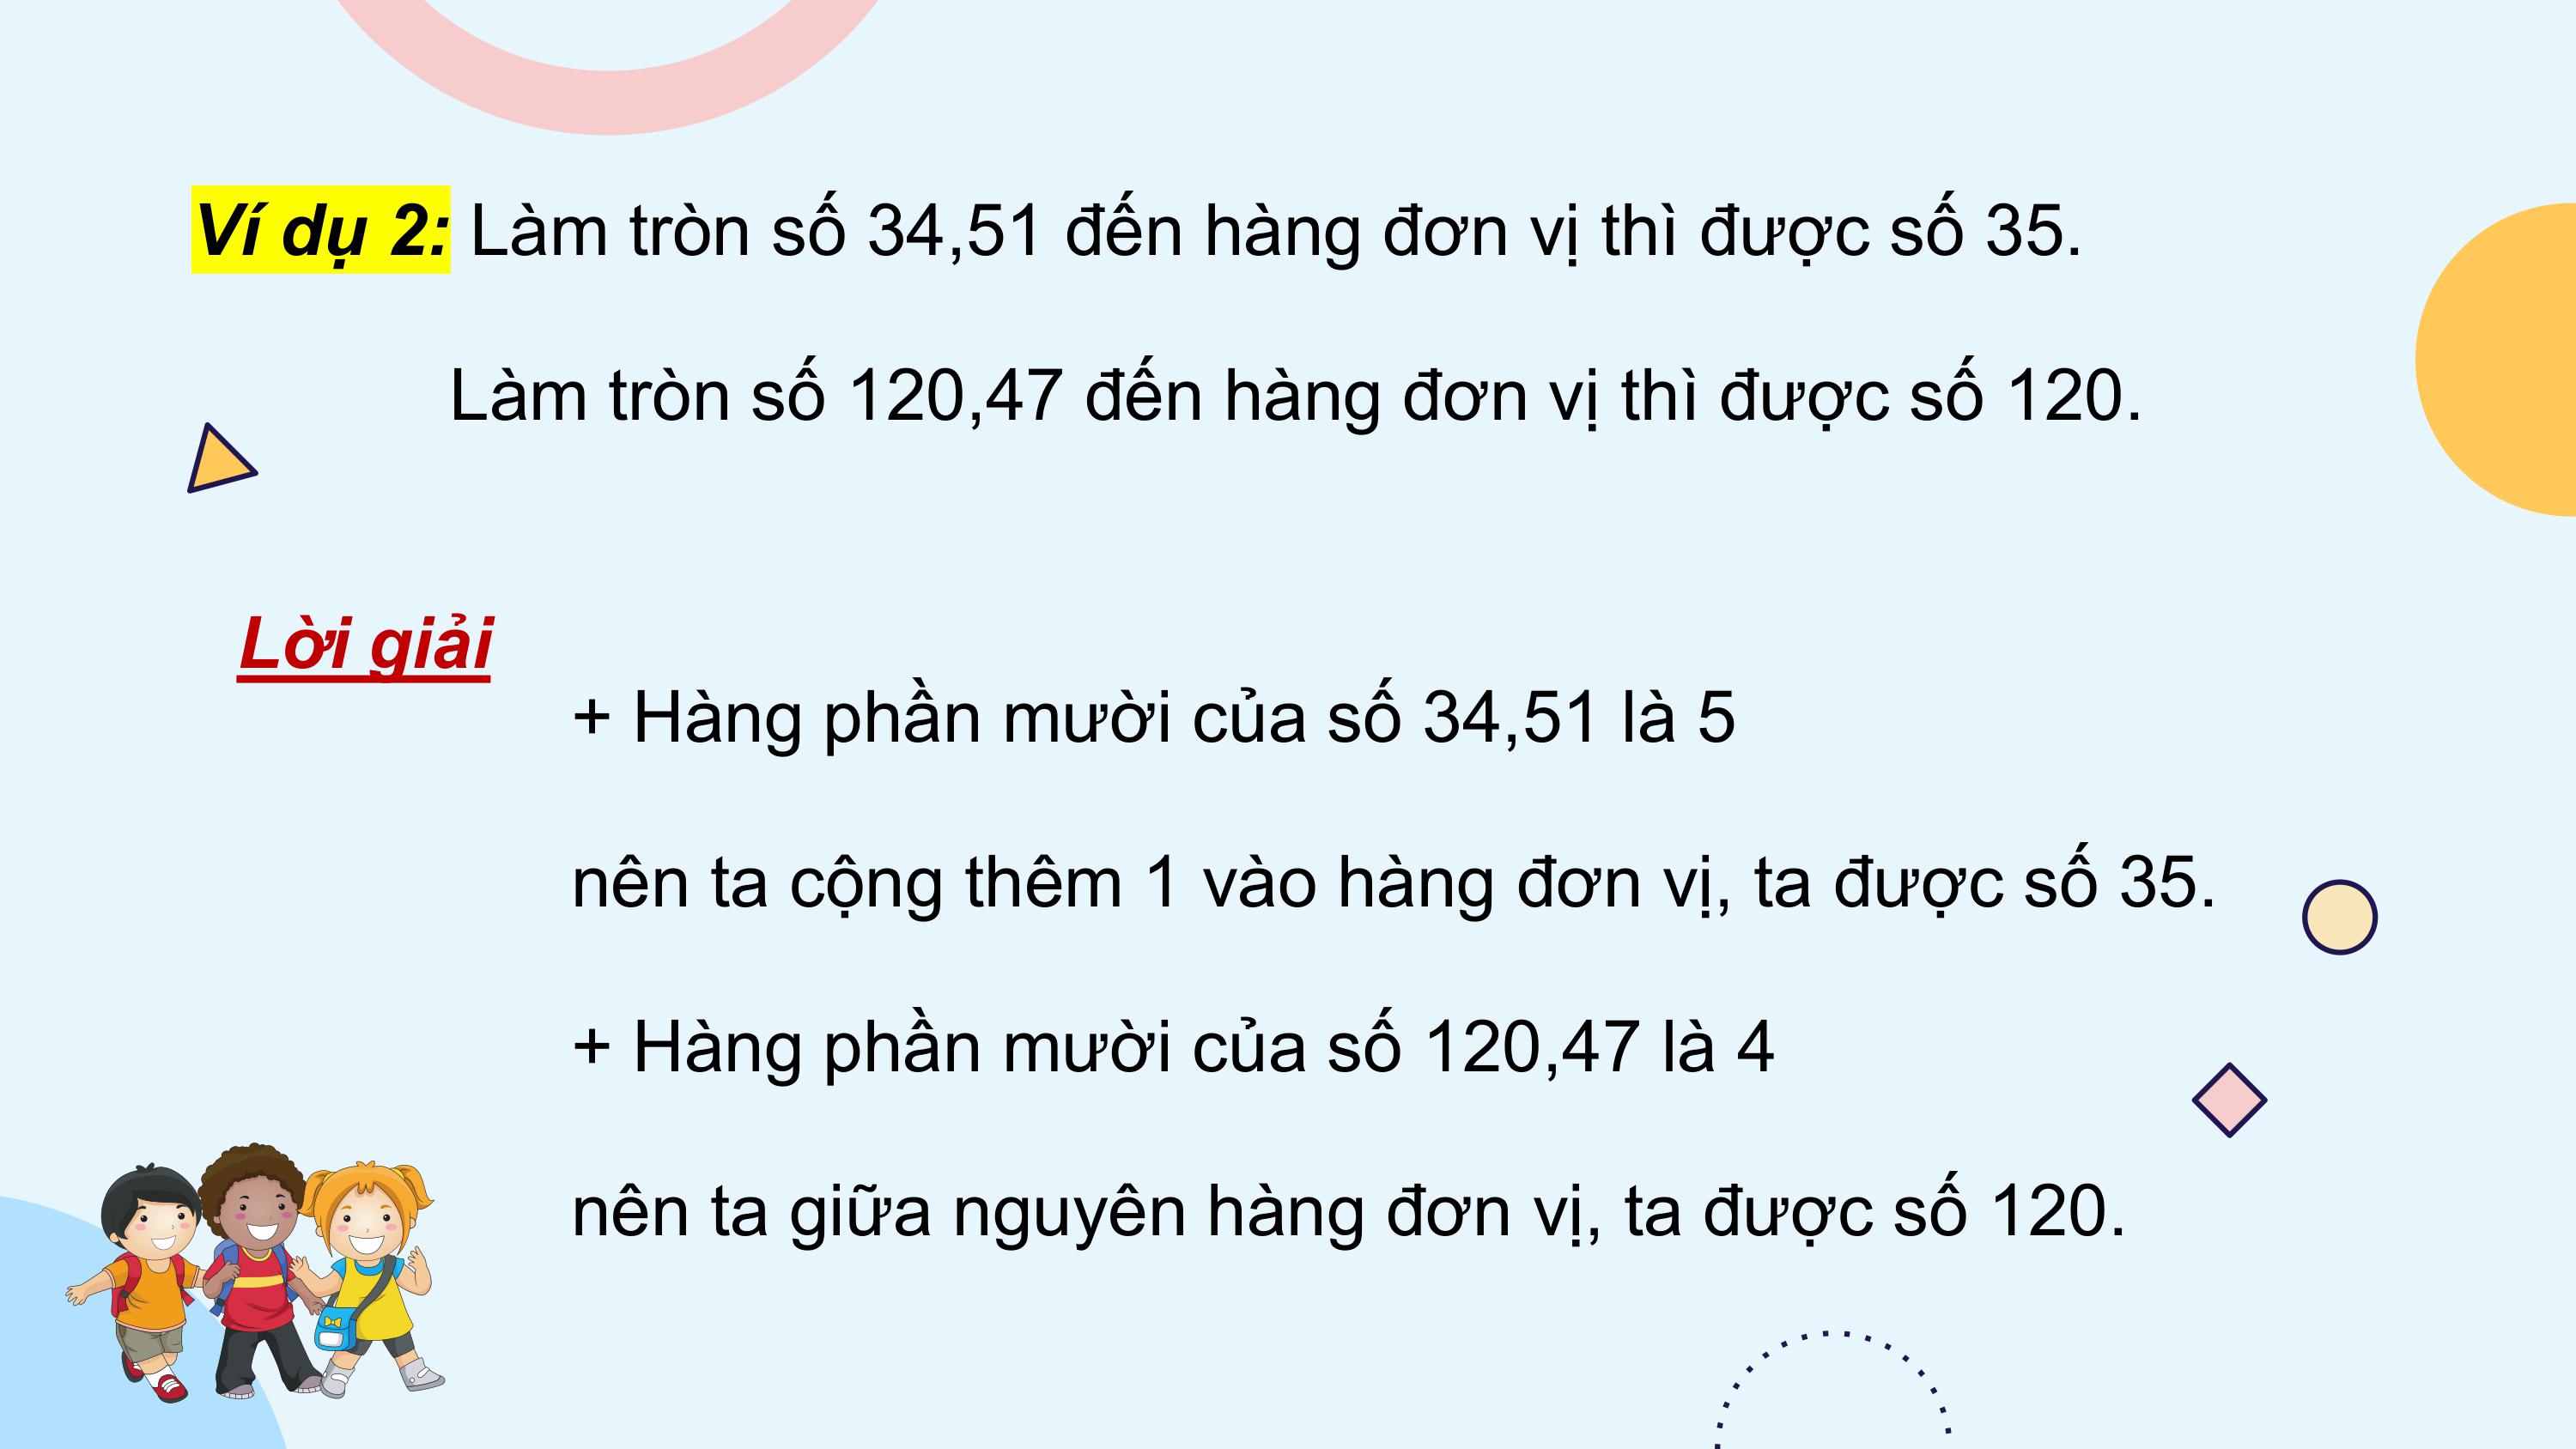 Ví dụ 2: Làm tròn số 34,51 đến hàng đơn vị thì được số 35.
Làm tròn số 120,47 đến hàng đơn vị thì được số 120.
Lời giải
+ Hàng phần mười của số 34,51 là 5
nên ta cộng thêm 1 vào hàng đơn vị, ta được số 35.
+ Hàng phần mười của số 120,47 là 4
nên ta giữa nguyên hàng đơn vị, ta được số 120.